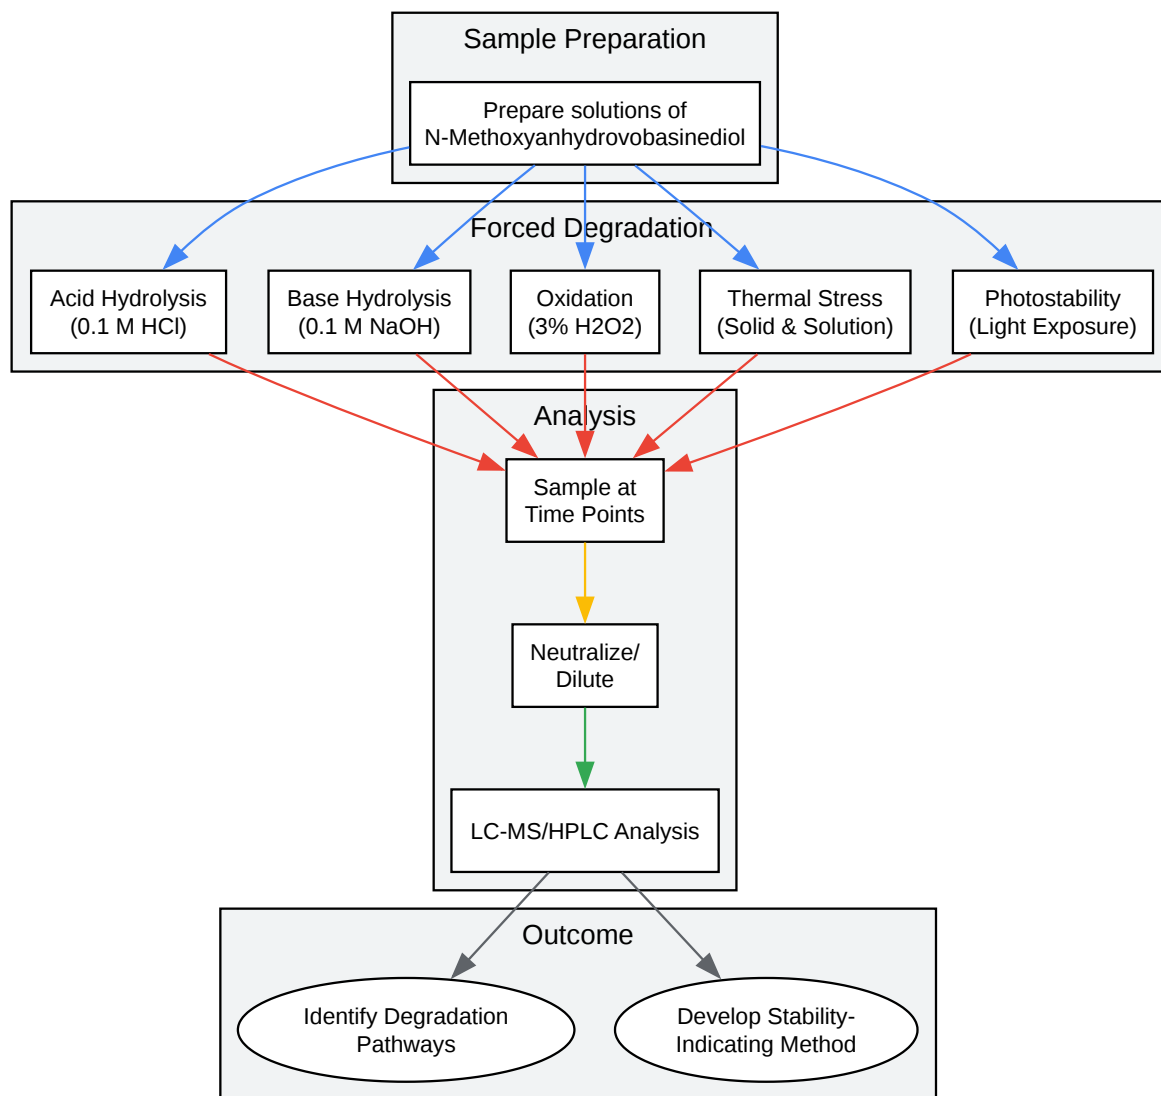 Sample Preparation
Prepare solutions of
N-Methoxyanhydrovobasinediol
Forced Degradation
Acid Hydrolysis
(0.1 M HCl)
Base Hydrolysis
(0.1 M NaOH)
Oxidation
(3% H2O2)
Thermal Stress
(Solid & Solution)
Photostability
(Light Exposure)
Analysis
Sample at
Time Points
Neutralize/
Dilute
LC-MS/HPLC Analysis
Outcome
Identify Degradation
Pathways
Develop Stability-
Indicating Method